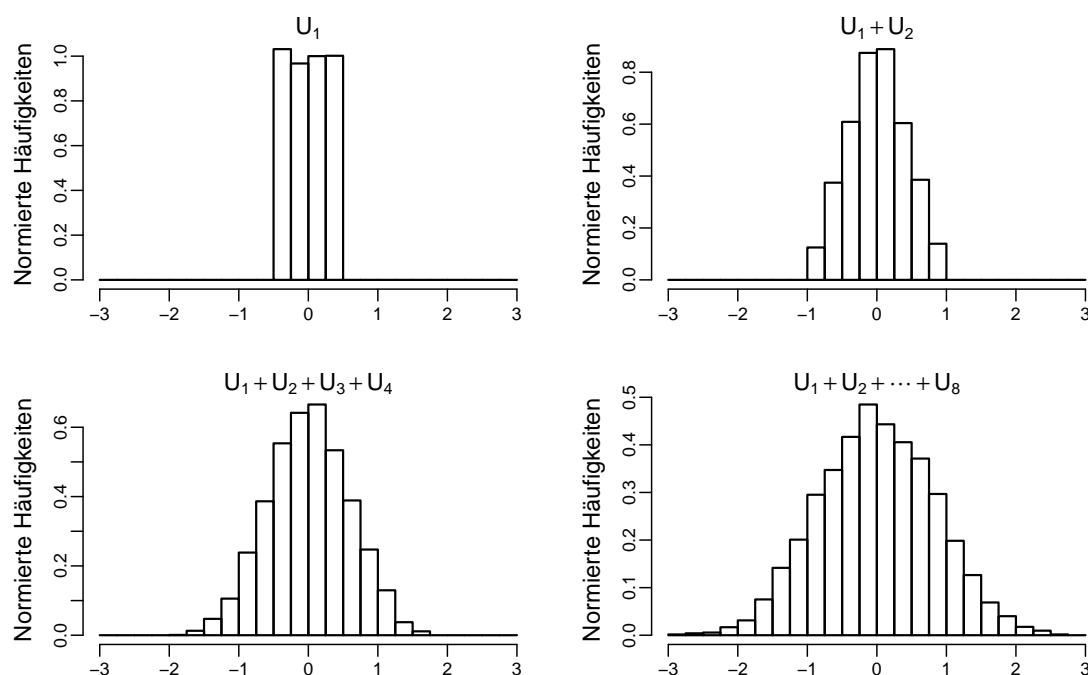 U₁
Normierte Häufigkeiten
1.0
0.8
0.6
0.4
0.2
0.0
−3 −2 −1 0 1 2 3
U₁ + U₂
Normierte Häufigkeiten
0.8
0.4
0.0
−3 −2 −1 0 1 2 3
U₁ + U₂ + U₃ + U₄
Normierte Häufigkeiten
0.6
0.4
0.2
0.0
−3 −2 −1 0 1 2 3
U₁ + U₂ + ⋯ + U₈
Normierte Häufigkeiten
0.5
0.4
0.3
0.2
0.1
0.0
−3 −2 −1 0 1 2 3